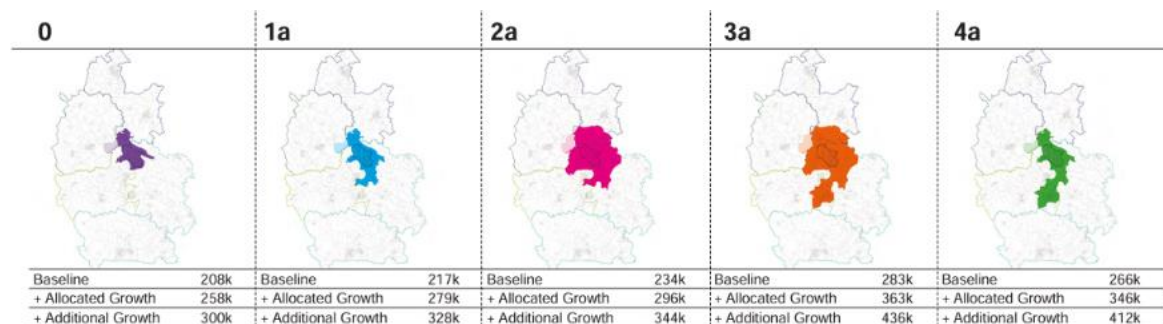 0 1a 2a 3a 4a
Baseline 208k Baseline 217k Baseline 234k Baseline 283k Baseline 266k
+ Allocated Growth 258k + Allocated Growth 279k + Allocated Growth 296k + Allocated Growth 363k + Allocated Growth 346k
+ Additional Growth 300k + Additional Growth 328k + Additional Growth 344k + Additional Growth 436k + Additional Growth 412k